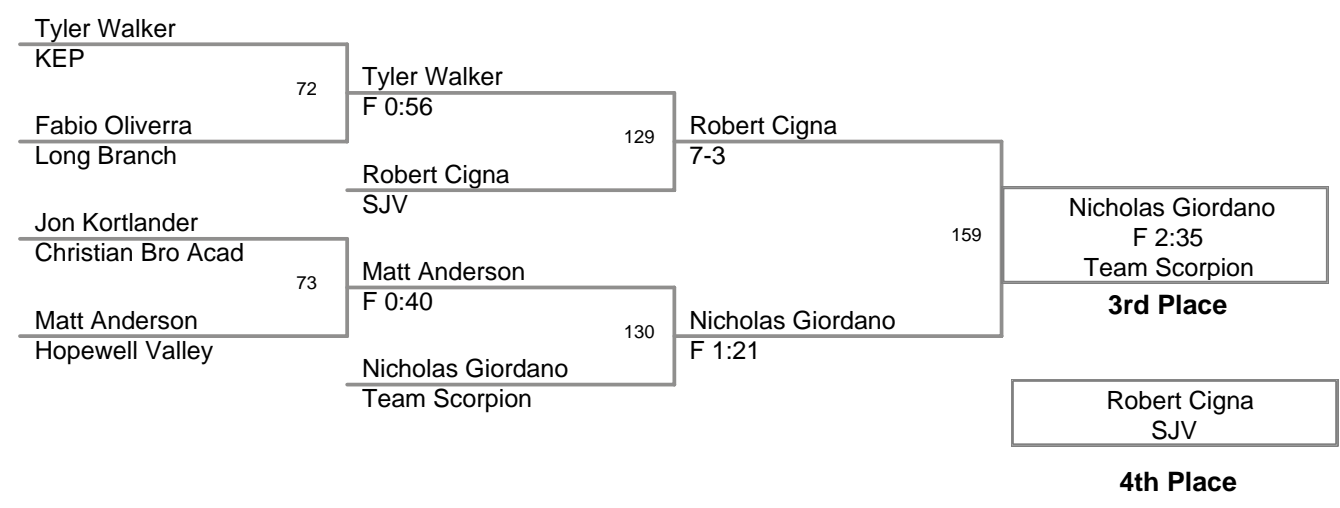 Tyler Walker
KEP
72
Fabio Oliverra
Long Branch
Tyler Walker
F 0:56
129
Robert Cigna
SJV
Jon Kortlander
Christian Bro Acad
73
Matt Anderson
Hopewell Valley
Matt Anderson
F 0:40
130
Nicholas Giordano
Team Scorpion
Robert Cigna
7-3
159
Nicholas Giordano
F 1:21
Nicholas Giordano
F 2:35
Team Scorpion
3rd Place
Robert Cigna
SJV
4th Place